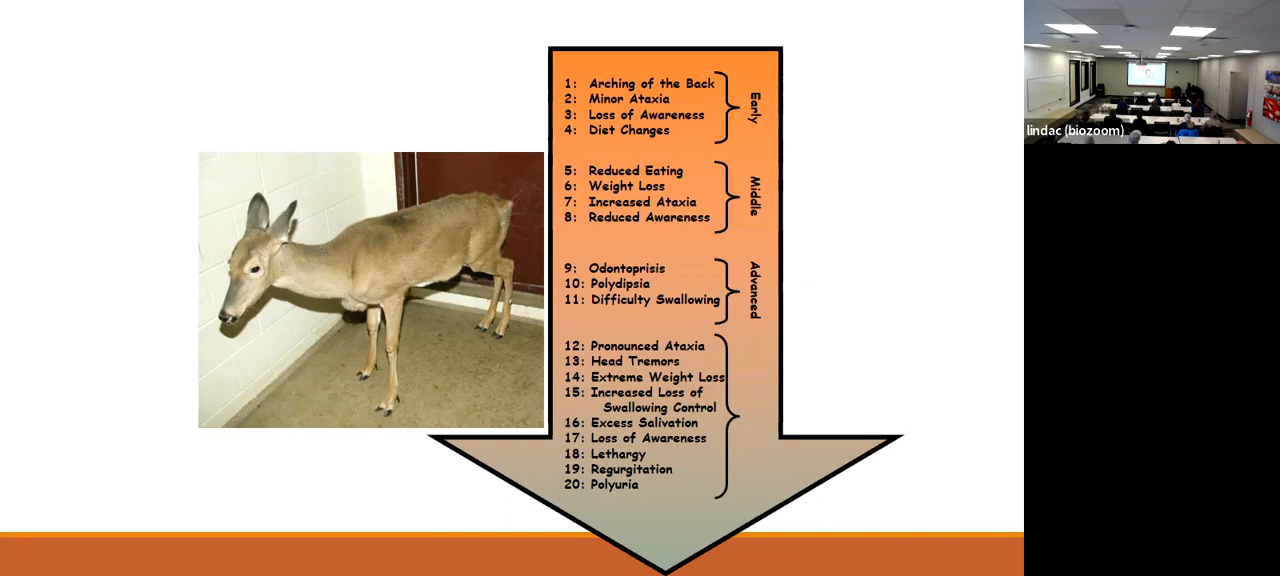 1: Arching of the Back
2: Minor Ataxia
3: Loss of Awareness
4: Diet Changes
Early
5: Reduced Eating
6: Weight Loss
7: Increased Ataxia
8: Reduced Awareness
Middle
9: Odontoprisis
10: Polydipsia
11: Difficulty Swallowing
Advanced
12: Pronounced Ataxia
13: Head Tremors
14: Extreme Weight Loss
15: Increased Loss of
Swallowing Control
16: Excess Salivation
17: Loss of Awareness
18: Lethargy
19: Regurgitation
20: Polyuria
lindac (biozoom)